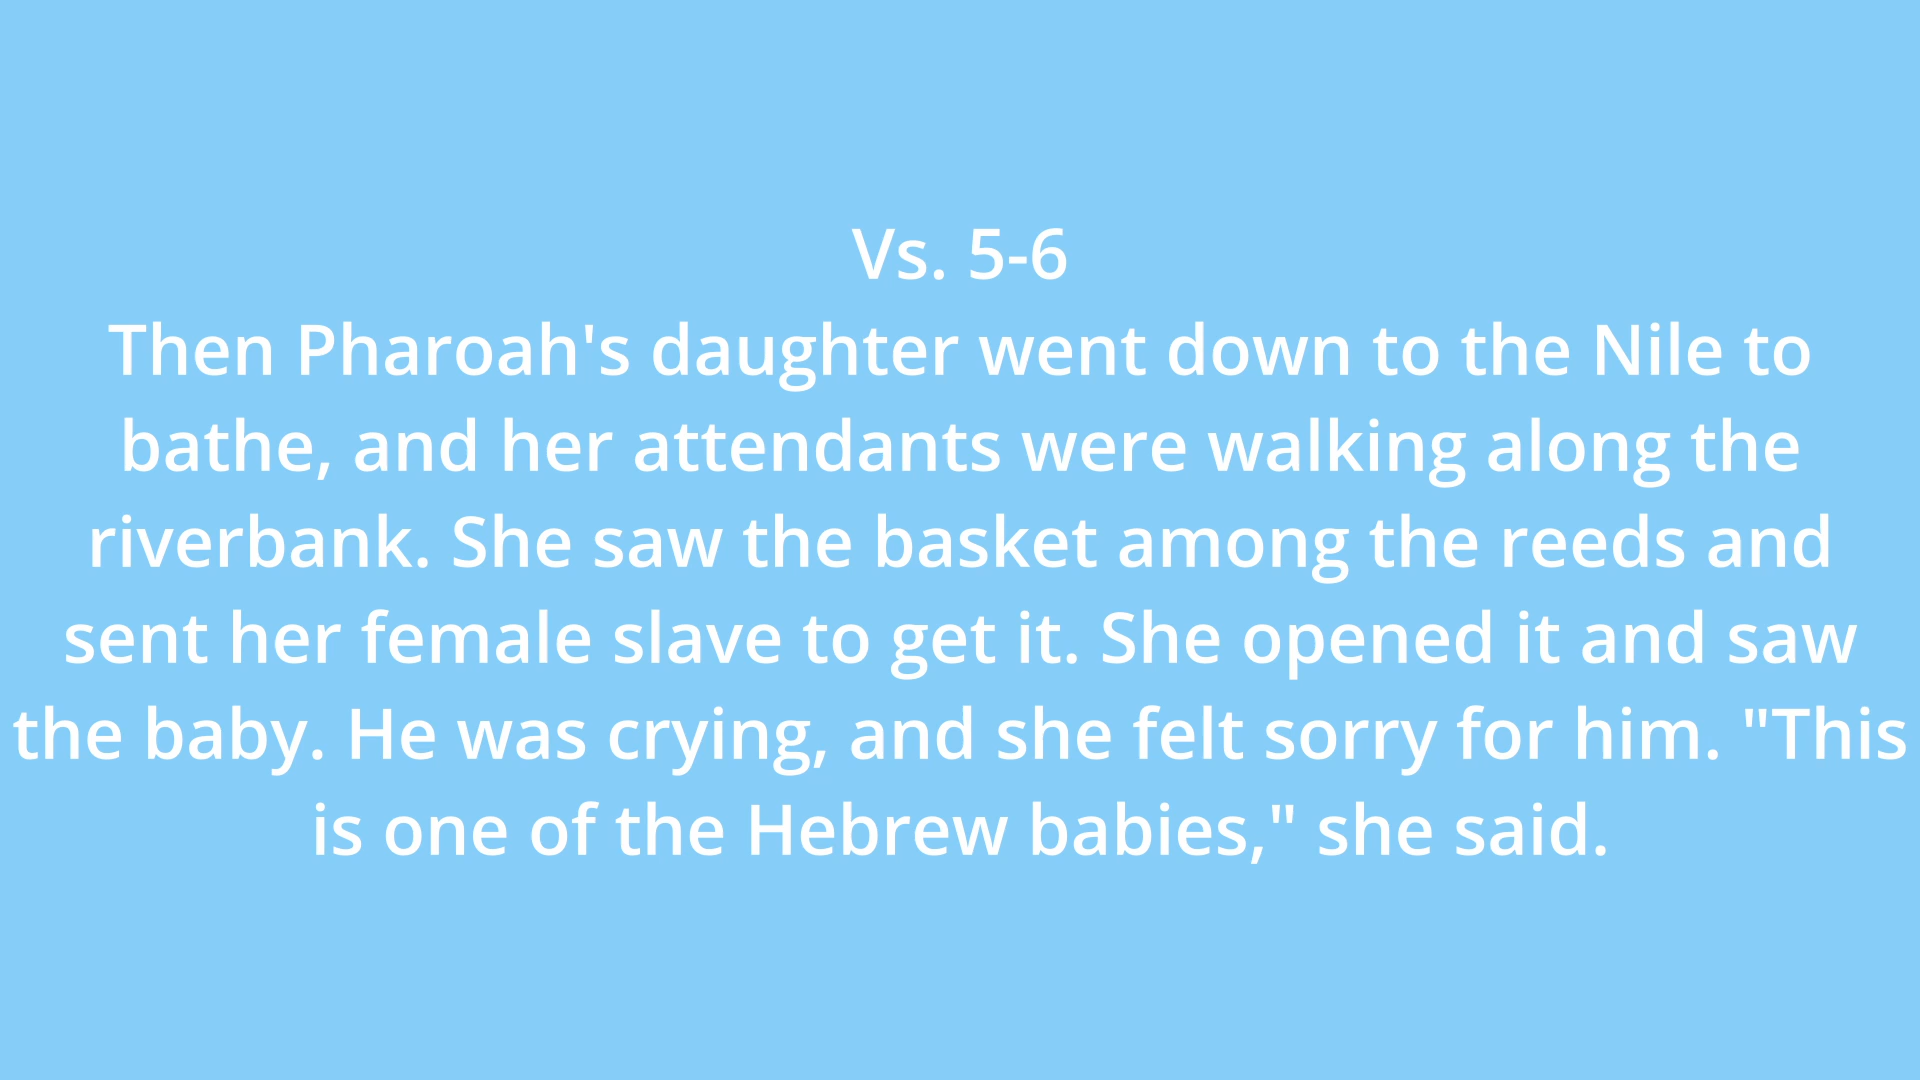 Vs. 5-6
Then Pharoah's daughter went down to the Nile to
bathe, and her attendants were walking along the
riverbank. She saw the basket among the reeds and
sent her female slave to get it. She opened it and saw
the baby. He was crying, and she felt sorry for him. "This
is one of the Hebrew babies," she said.